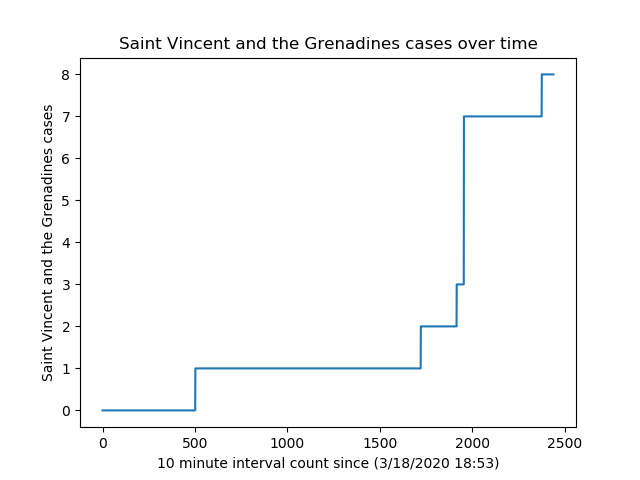 Saint Vincent and the Grenadines cases over time
Saint Vincent and the Grenadines cases
8
7
6
5
4
3
2
1
0
0 500 1000 1500 2000 2500
10 minute interval count since (3/18/2020 18:53)